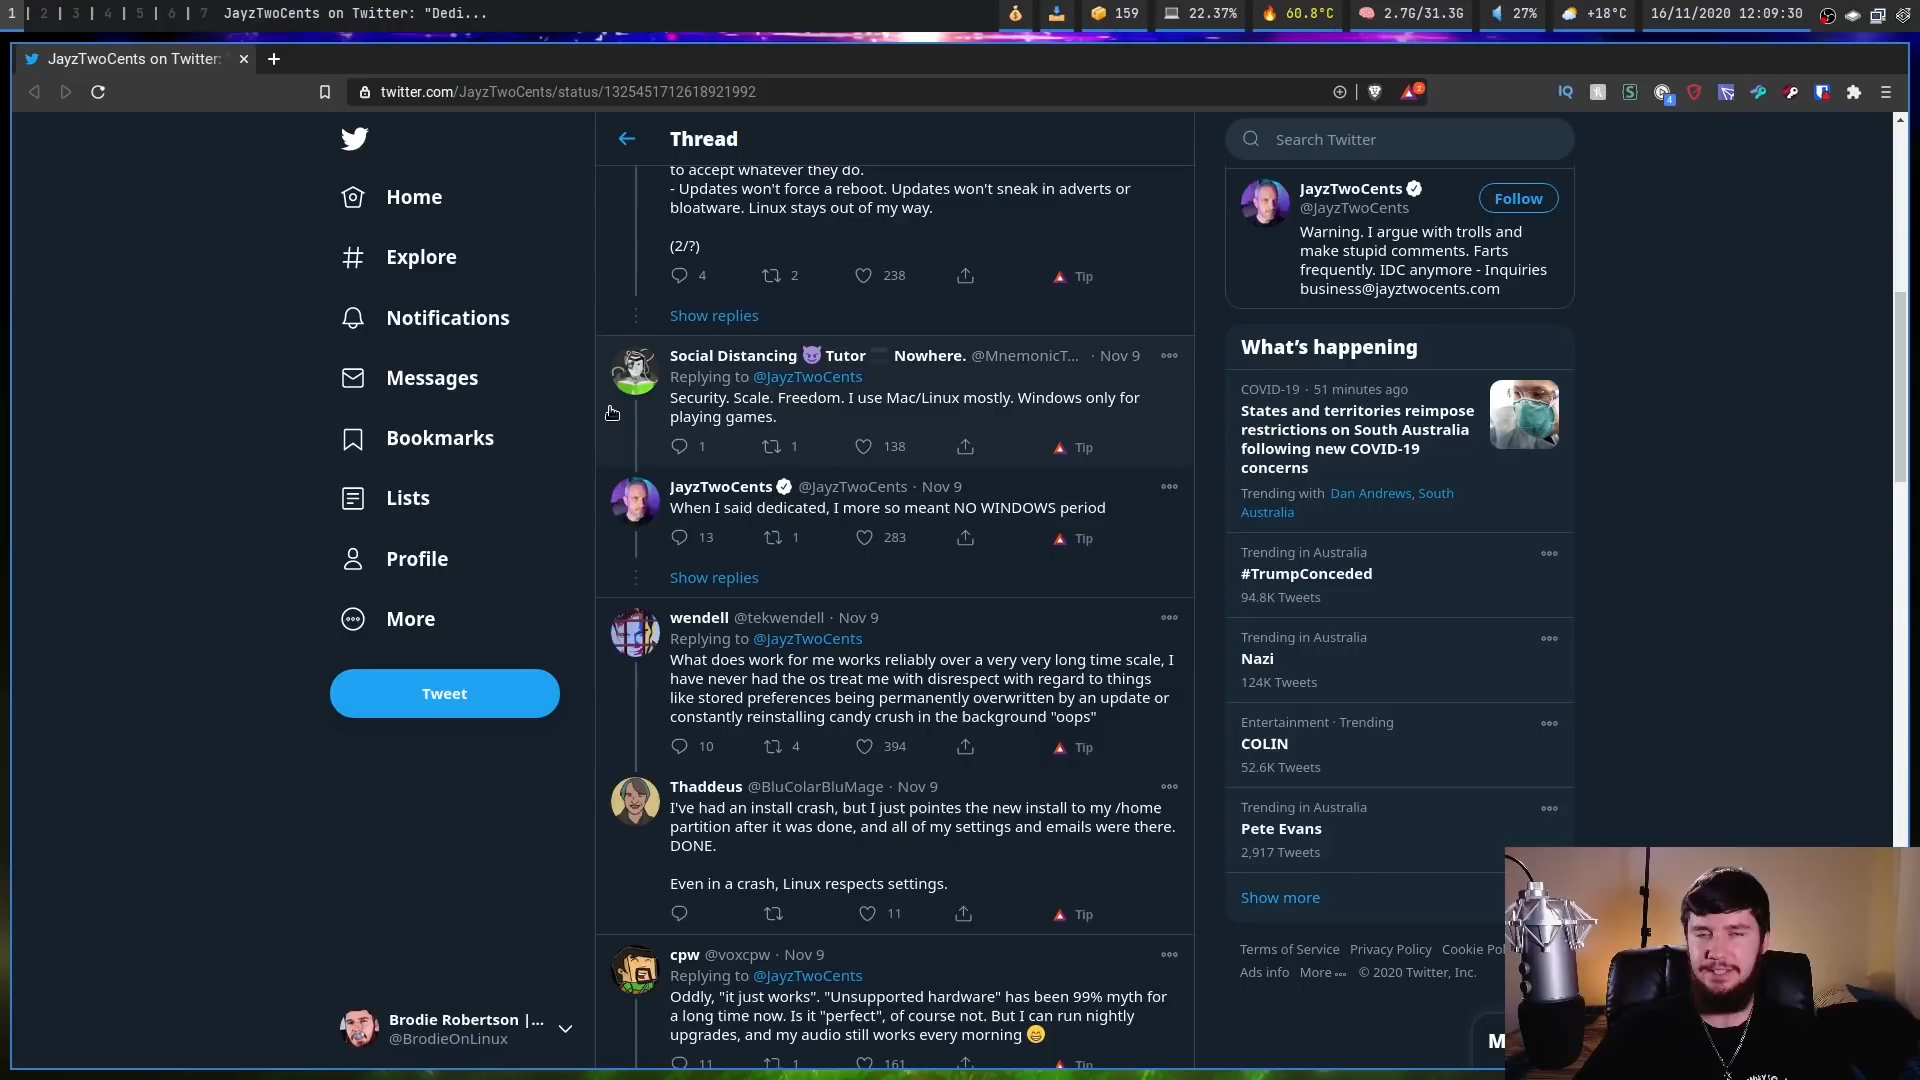 1 | 2 | 3 | 4 | 5 | 6 | 7 JayzTwoCents on Twitter: "Dedi...
159 22.37% 60.8°C 2.7G/31.3G 27% +18°C 16/11/2020 12:09:30
JayzTwoCents on Twitter: "
twitter.com/JayzTwoCents/status/1325451712618921992
2
IQ
4
Home
Explore
Notifications
Messages
Bookmarks
Lists
Profile
More
Tweet
Brodie Robertson |...
@BrodieOnLinux
Thread
to accept whatever they do.
- Updates won't force a reboot. Updates won't sneak in adverts or
bloatware. Linux stays out of my way.
(2/?)
4 2 238 Tip
Show replies
Social Distancing 😈 Tutor Nowhere. @MnemonicT... · Nov 9
Replying to @JayzTwoCents
Security. Scale. Freedom. I use Mac/Linux mostly. Windows only for
playing games.
1 1 138 Tip
JayzTwoCents @JayzTwoCents · Nov 9
When I said dedicated, I more so meant NO WINDOWS period
13 1 283 Tip
Show replies
wendell @tekwendell · Nov 9
Replying to @JayzTwoCents
What does work for me works reliably over a very very long time scale, I
have never had the os treat me with disrespect with regard to things
like stored preferences being permanently overwritten by an update or
constantly reinstalling candy crush in the background "oops"
10 4 394 Tip
Thaddeus @BluColarBluMage · Nov 9
I've had an install crash, but I just pointes the new install to my /home
partition after it was done, and all of my settings and emails were there.
DONE.
Even in a crash, Linux respects settings.
11 Tip
cpw @voxcpw · Nov 9
Replying to @JayzTwoCents
Oddly, "it just works". "Unsupported hardware" has been 99% myth for
a long time now. Is it "perfect", of course not. But I can run nightly
upgrades, and my audio still works every morning 😁
11 1 161 Tip
Search Twitter
JayzTwoCents
@JayzTwoCents
Follow
Warning. I argue with trolls and
make stupid comments. Farts
frequently. IDC anymore - Inquiries
business@jayztwocents.com
What's happening
COVID-19 · 51 minutes ago
States and territories reimpose
restrictions on South Australia
following new COVID-19
concerns
Trending with Dan Andrews, South
Australia
Trending in Australia
#TrumpConceded
94.8K Tweets
Trending in Australia
Nazi
124K Tweets
Entertainment · Trending
COLIN
52.6K Tweets
Trending in Australia
Pete Evans
2,917 Tweets
Show more
Terms of Service Privacy Policy Cookie Pol
Ads info More © 2020 Twitter, Inc.
M